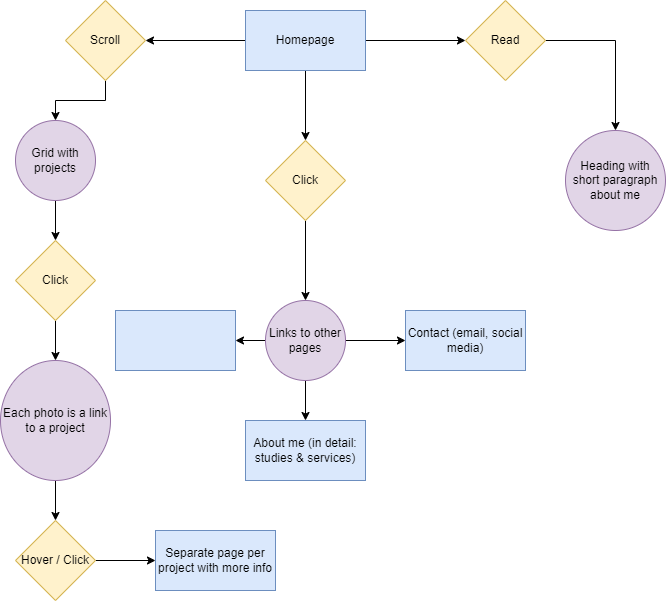 Scroll
Homepage
Read
Grid with
projects
Click
Heading with
short paragraph
about me
Click
Links to other
pages
Contact (email, social
media)
Each photo is a link
to a project
About me (in detail:
studies & services)
Hover / Click
Separate page per
project with more info